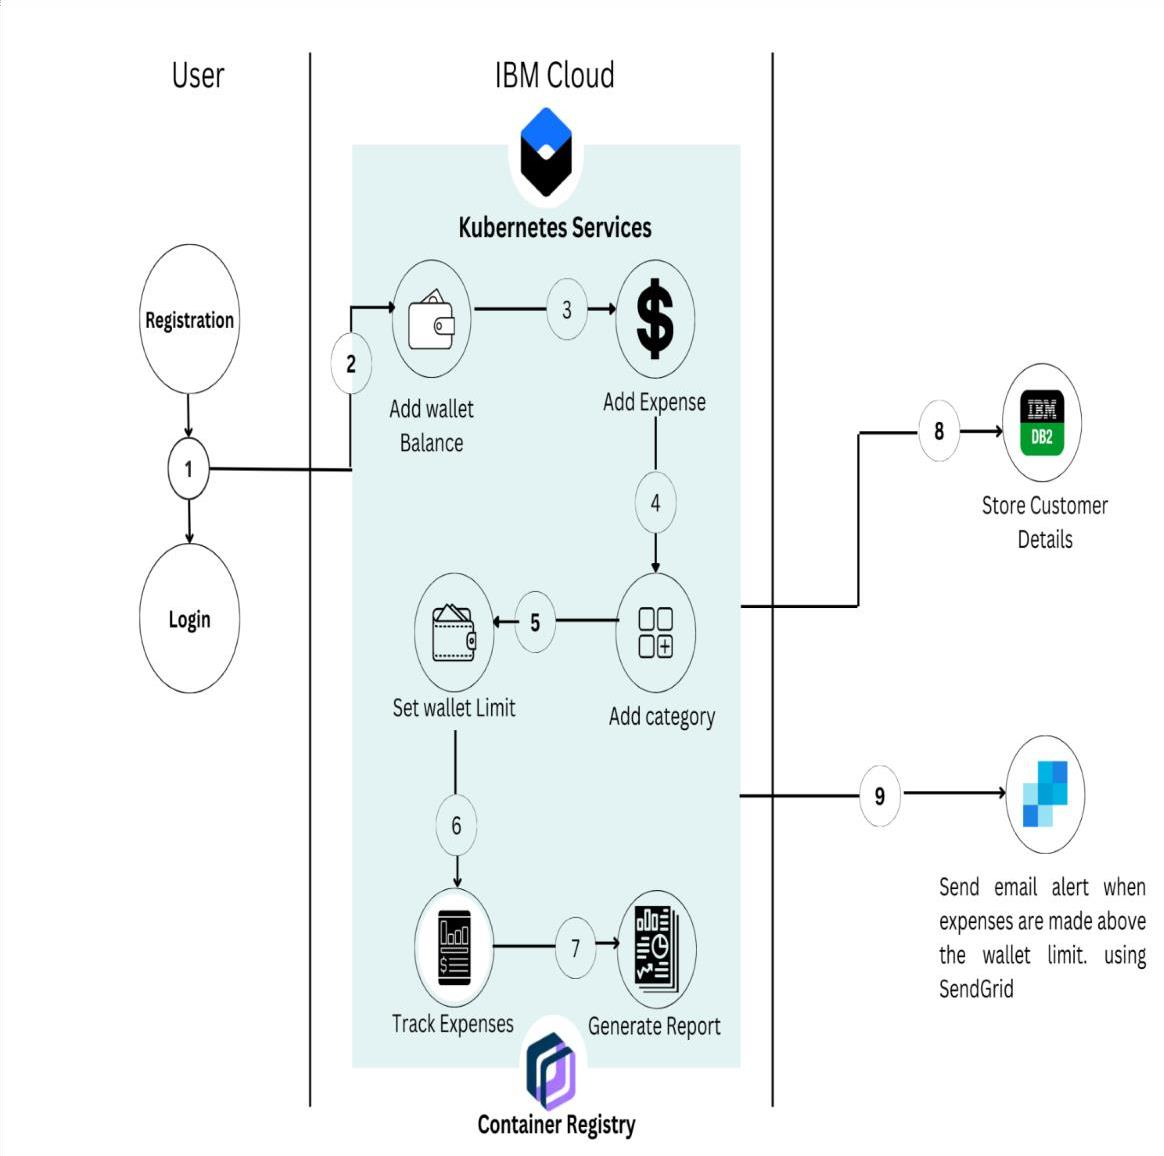 User
IBM Cloud
Kubernetes Services
Registration
1
Login
2
3
Add wallet
Balance
Add Expense
4
5
Set wallet Limit
Add category
6
$
7
Track Expenses
Generate Report
Container Registry
8
IBM
DB2
Store Customer
Details
9
Send email alert when
expenses are made above
the wallet limit. using
SendGrid